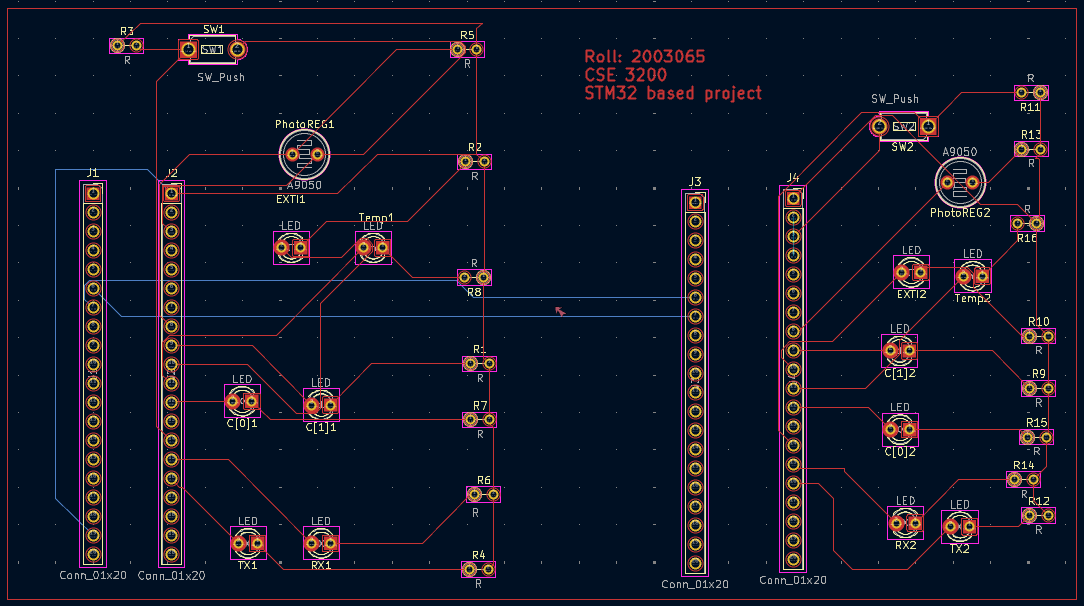 SW1
R3
SW1
R5
R
R
SW_Push
Roll: 2003065
CSE 3200
STM32 based project
R
SW_Push
R11
PhotoREG1
SW2
R13
SW2
R
R2
A9050
J1
J2
R
A9050
J3
J4
EXTI1
PhotoREG2
R
Temp1
LED
LED
R16
LED
LED
R
EXTI2
R8
Temp2
R10
LED
R
R1
R
C[1]2
R9
LED
LED
R
C[0]1
R7
LED
C[1]1
R
R15
C[0]2
R
R14
R6
R
LED
LED
R
LED
LED
R12
RX2
TX2
R
R4
TX1
RX1
Conn_01x20
Conn_01x20
R
Conn_01x20
Conn_01x20